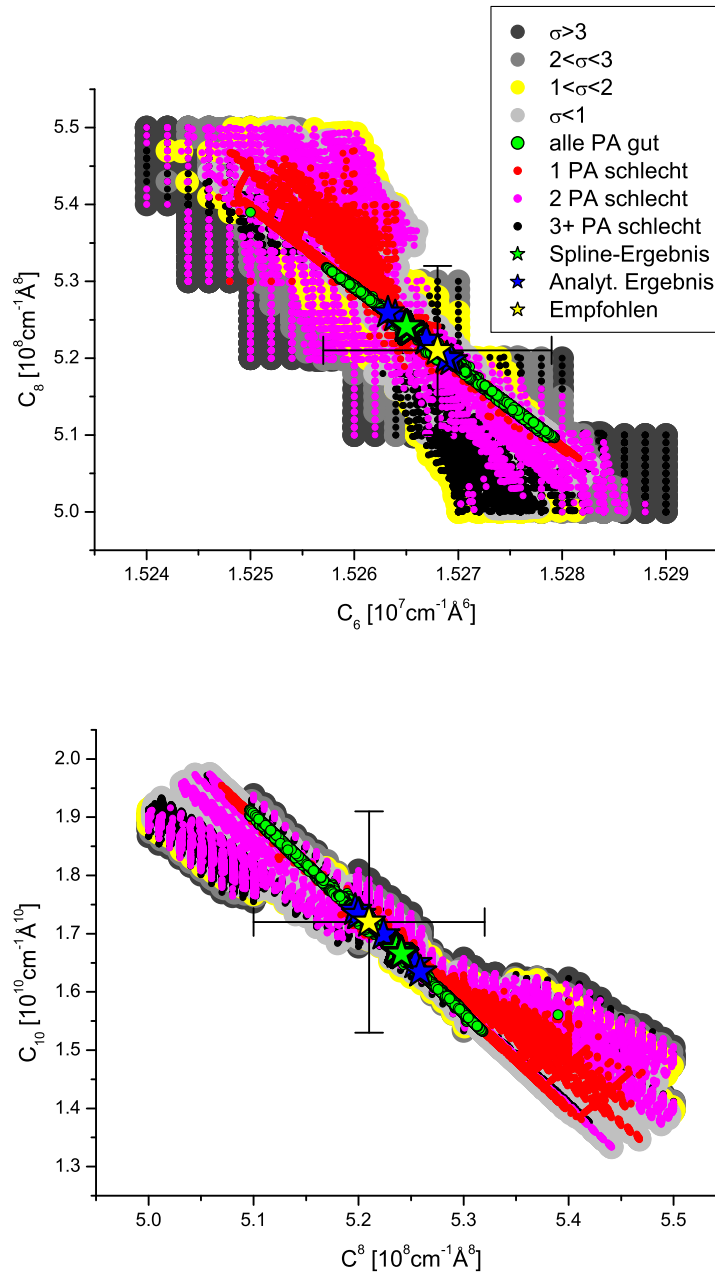 σ>3
2<σ<3
1<σ<2
σ<1
alle PA gut
1 PA schlecht
2 PA schlecht
3+ PA schlecht
Spline-Ergebnis
Analyt. Ergebnis
Empfohlen
5.5
5.4
5.3
5.2
5.1
5.0
C₈ [10⁸cm⁻¹Å⁸]
1.524
1.525
1.526
1.527
1.528
1.529
C₆ [10⁷cm⁻¹Å⁶]
2.0
1.9
1.8
1.7
1.6
1.5
1.4
1.3
C₁₀ [10¹⁰cm⁻¹Å¹⁰]
5.0
5.1
5.2
5.3
5.4
5.5
C⁸ [10⁸cm⁻¹Å⁸]